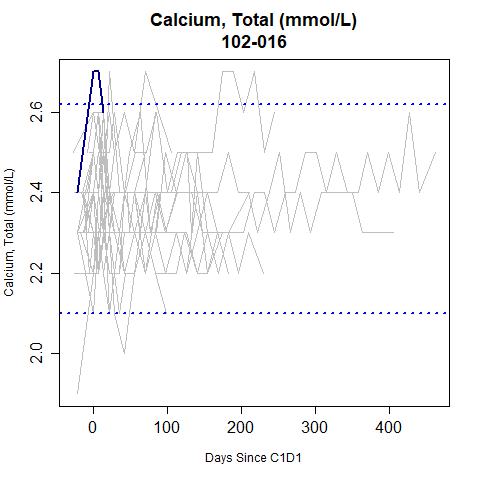 Calcium, Total (mmol/L)
102-016
Calcium, Total (mmol/L)
2.6
2.4
2.2
2.0
0 100 200 300 400
Days Since C1D1